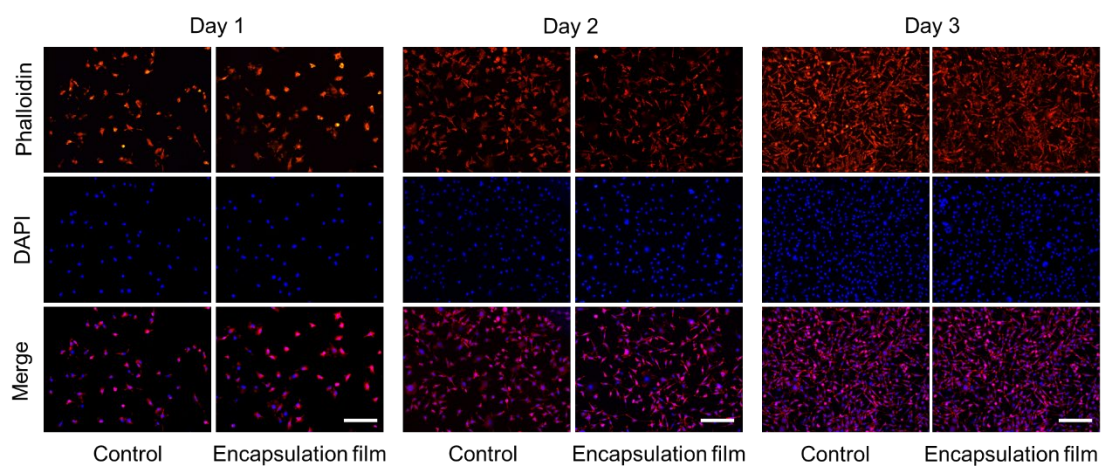 Day 1
Day 2
Day 3
Phalloidin
DAPI
Merge
Control
Encapsulation film
Control
Encapsulation film
Control
Encapsulation film